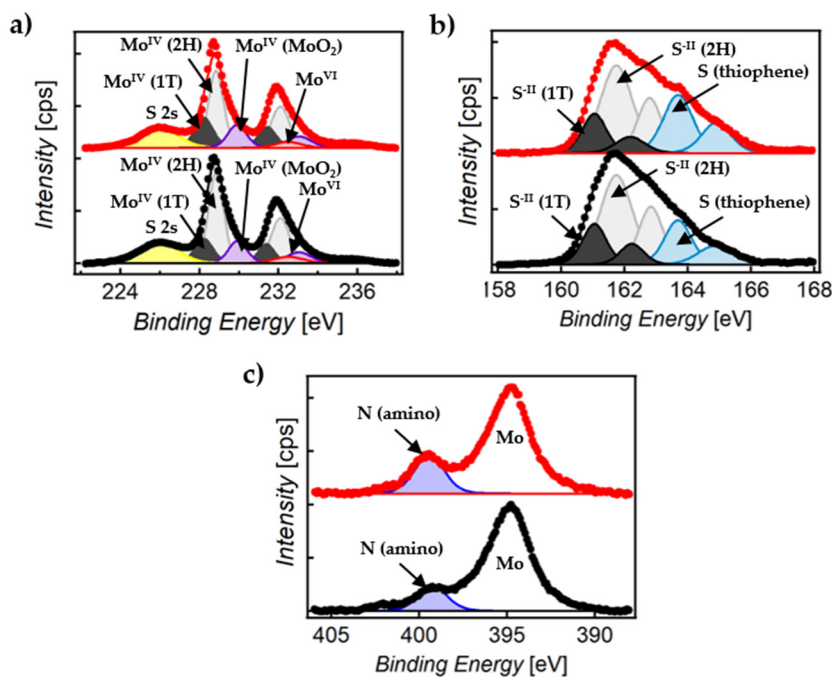 a)
Intensity [cps]
Mo^IV (2H)
Mo^IV (MoO₂)
Mo^IV (1T)
Mo^VI
S 2s
Mo^IV (2H)
Mo^IV (MoO₂)
Mo^IV (1T)
Mo^VI
S 2s
224 228 232 236
Binding Energy [eV]
b)
Intensity [cps]
S^-II (2H)
S (thiophene)
S^-II (1T)
S^-II (2H)
S^-II (1T)
S (thiophene)
158 160 162 164 166 168
Binding Energy [eV]
c)
Intensity [cps]
N (amino)
Mo
N (amino)
Mo
405 400 395 390
Binding Energy [eV]